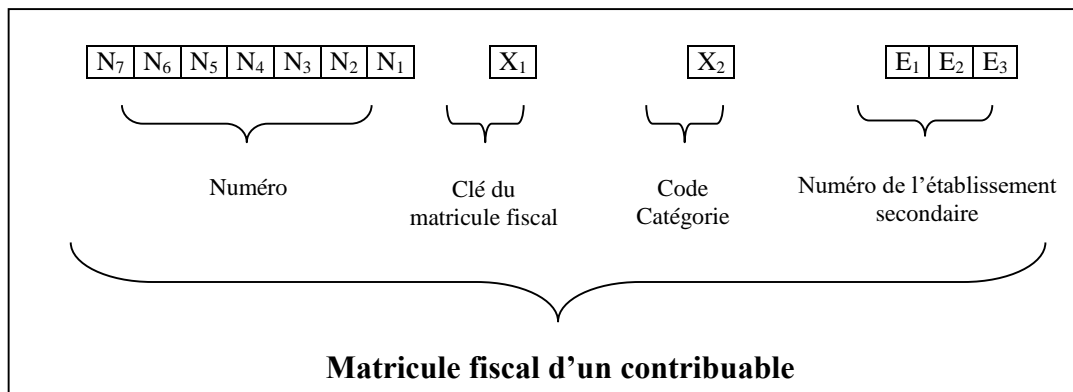 N₇ N₆ N₅ N₄ N₃ N₂ N₁ X₁ X₂ E₁ E₂ E₃
Numéro
Clé du
matricule fiscal
Code
Catégorie
Numéro de l’établissement
secondaire
Matricule fiscal d’un contribuable